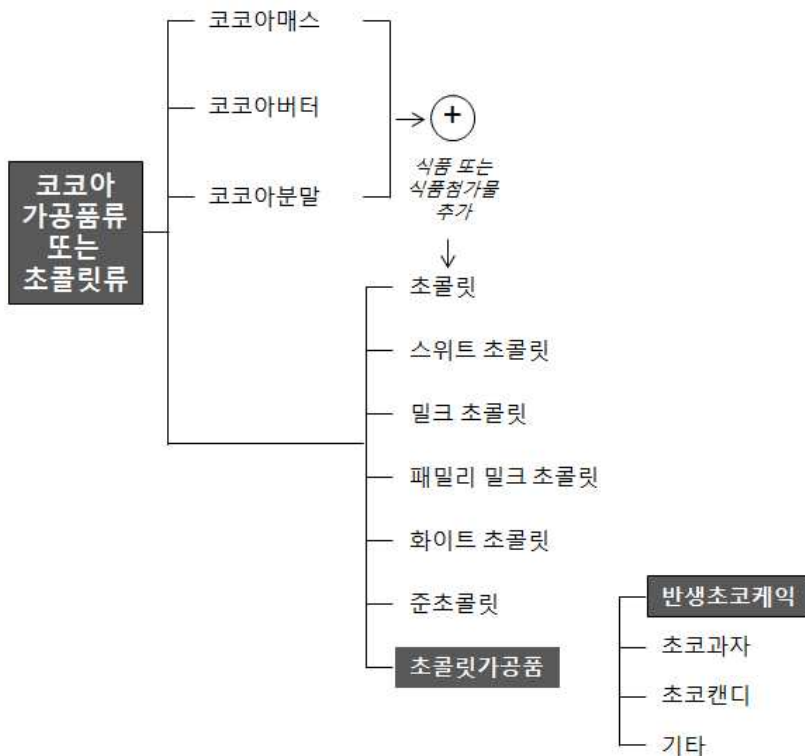 코코아
가공품류
또는
초콜릿류
코코아매스
코코아버터
코코아분말
+
식품 또는
식품첨가물
추가
초콜릿
스위트 초콜릿
밀크 초콜릿
패밀리 밀크 초콜릿
화이트 초콜릿
준초콜릿
초콜릿가공품
반생초코케익
초코과자
초코캔디
기타